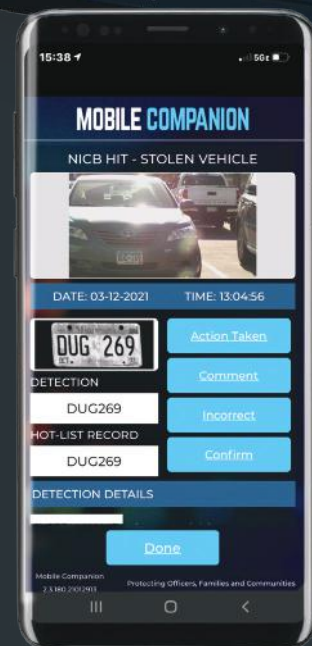 15:38
5G
MOBILE COMPANION
NICB HIT - STOLEN VEHICLE
DATE: 03-12-2021 TIME: 13:04:56
DUG 269
Action Taken
DETECTION
Comment
DUG269
Incorrect
HOT-LIST RECORD
Confirm
DUG269
DETECTION DETAILS
Done
Mobile Companion
Protecting Officers, Families and Communities